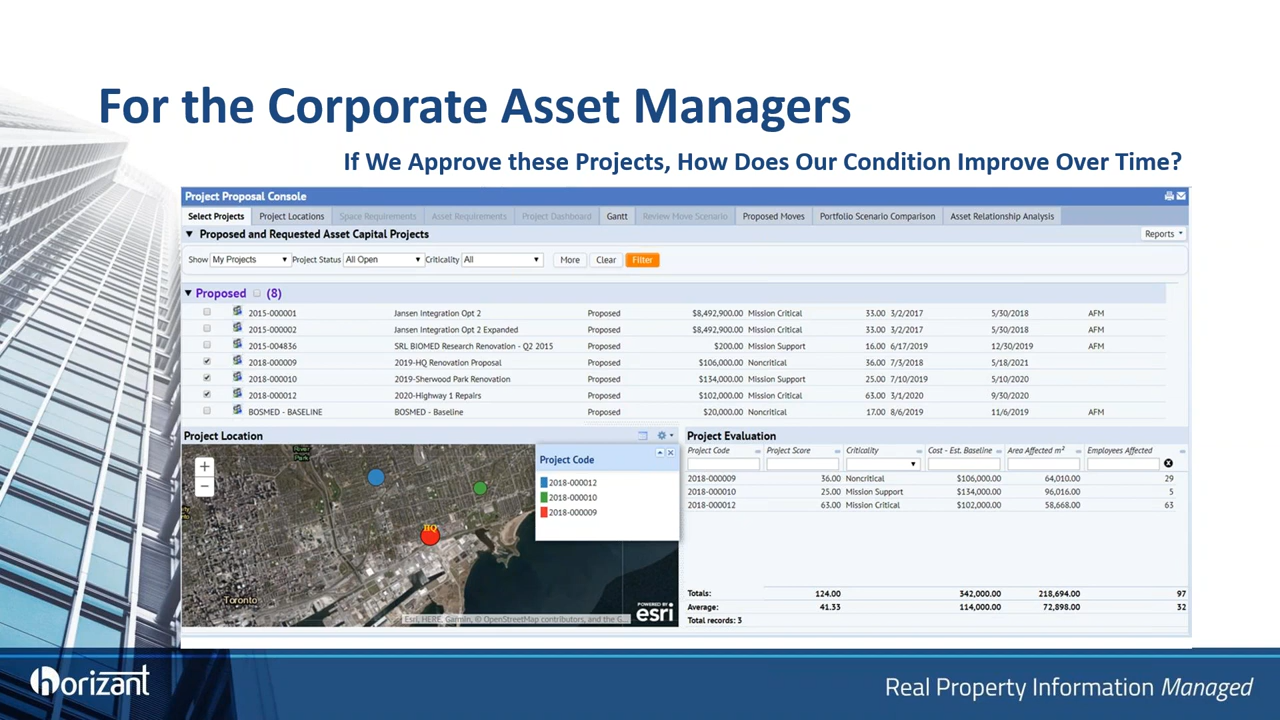 For the Corporate Asset Managers
If We Approve these Projects, How Does Our Condition Improve Over Time?
Project Proposal Console
Select Projects Project Locations Space Requirements Asset Requirements Project Dashboard Gantt Review Move Scenario Proposed Moves Portfolio Scenario Comparison Asset Relationship Analysis
Proposed and Requested Asset Capital Projects Reports
Show My Projects Project Status All Open Criticality All More Clear Filter
Proposed (8)
2015-000001 Jansen Integration Opt 2 Proposed $8,492,900.00 Mission Critical 33.00 3/2/2017 5/30/2018 AFM
2015-000002 Jansen Integration Opt 2 Expanded Proposed $8,492,900.00 Mission Critical 33.00 3/2/2017 5/30/2018 AFM
2015-004836 SRL BIOMED Research Renovation - Q2 2015 Proposed $200.00 Mission Support 16.00 6/17/2019 12/30/2019 AFM
2018-000009 2019-HQ Renovation Proposal Proposed $106,000.00 Noncritical 36.00 7/3/2018 5/18/2021
2018-000010 2019-Sherwood Park Renovation Proposed $134,000.00 Mission Support 25.00 7/10/2019 5/10/2020
2018-000012 2020-Highway 1 Repairs Proposed $102,000.00 Mission Critical 63.00 3/1/2020 9/30/2020
BOSMED - BASELINE BOSMED - Baseline Proposed $20,000.00 Noncritical 17.00 8/6/2019 11/6/2019 AFM
Project Location
River
Park
HQ
Toronto
Project Code
2018-000012
2018-000010
2018-000009
POWERED BY
esri
Esri, HERE, Garmin, © OpenStreetMap contributors, and the G...
Project Evaluation
Project Code Project Score Criticality Cost - Est. Baseline Area Affected m² Employees Affected
2018-000009 36.00 Noncritical $106,000.00 64,010.00 29
2018-000010 25.00 Mission Support $134,000.00 96,016.00 5
2018-000012 63.00 Mission Critical $102,000.00 58,668.00 63
Totals: 124.00 342,000.00 218,694.00 97
Average: 41.33 114,000.00 72,898.00 32
Total records: 3
horizant
Real Property Information Managed